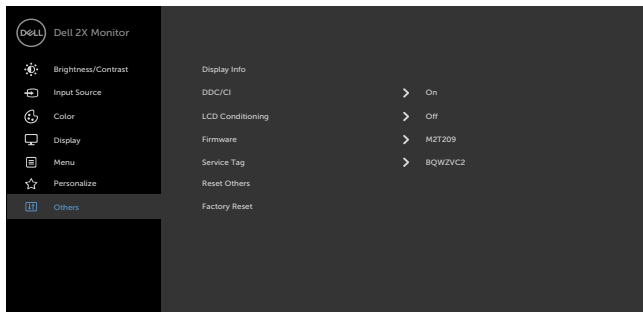 DELL Dell 2X Monitor
Brightness/Contrast Display Info
Input Source DDC/CI On
Color LCD Conditioning Off
Display Firmware M2T209
Menu Service Tag BQWZVC2
Personalize Reset Others
Others Factory Reset